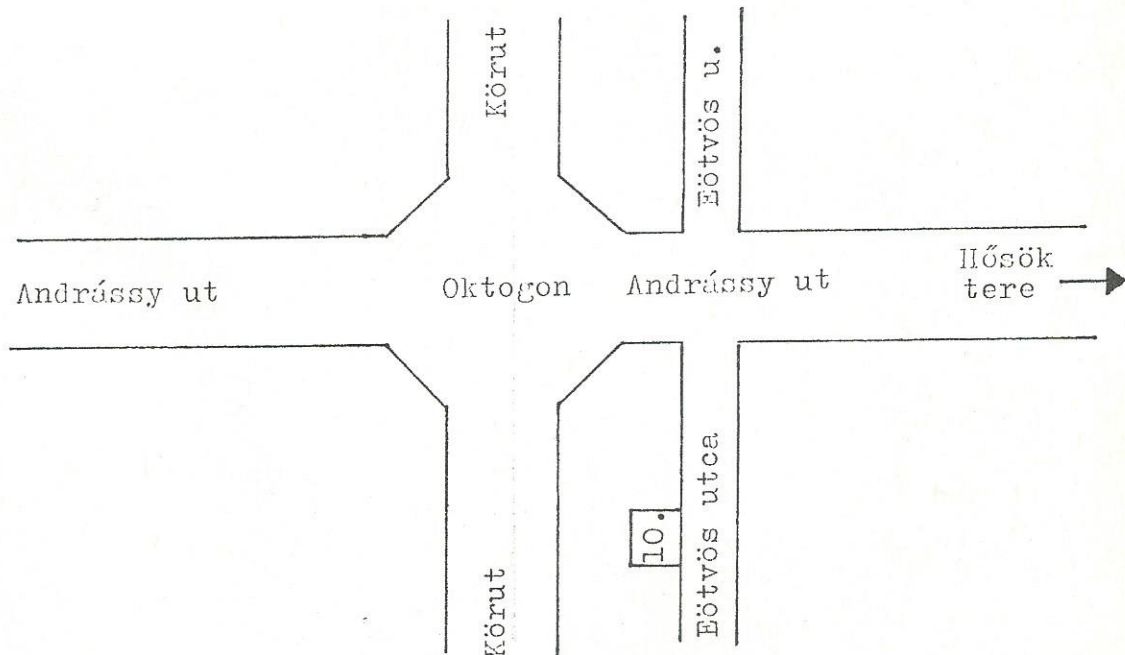 Körut
Eötvös u.
Andrássy ut
Oktogon
Andrássy ut
Hősök
tere
10.
Eötvös utca
Körut